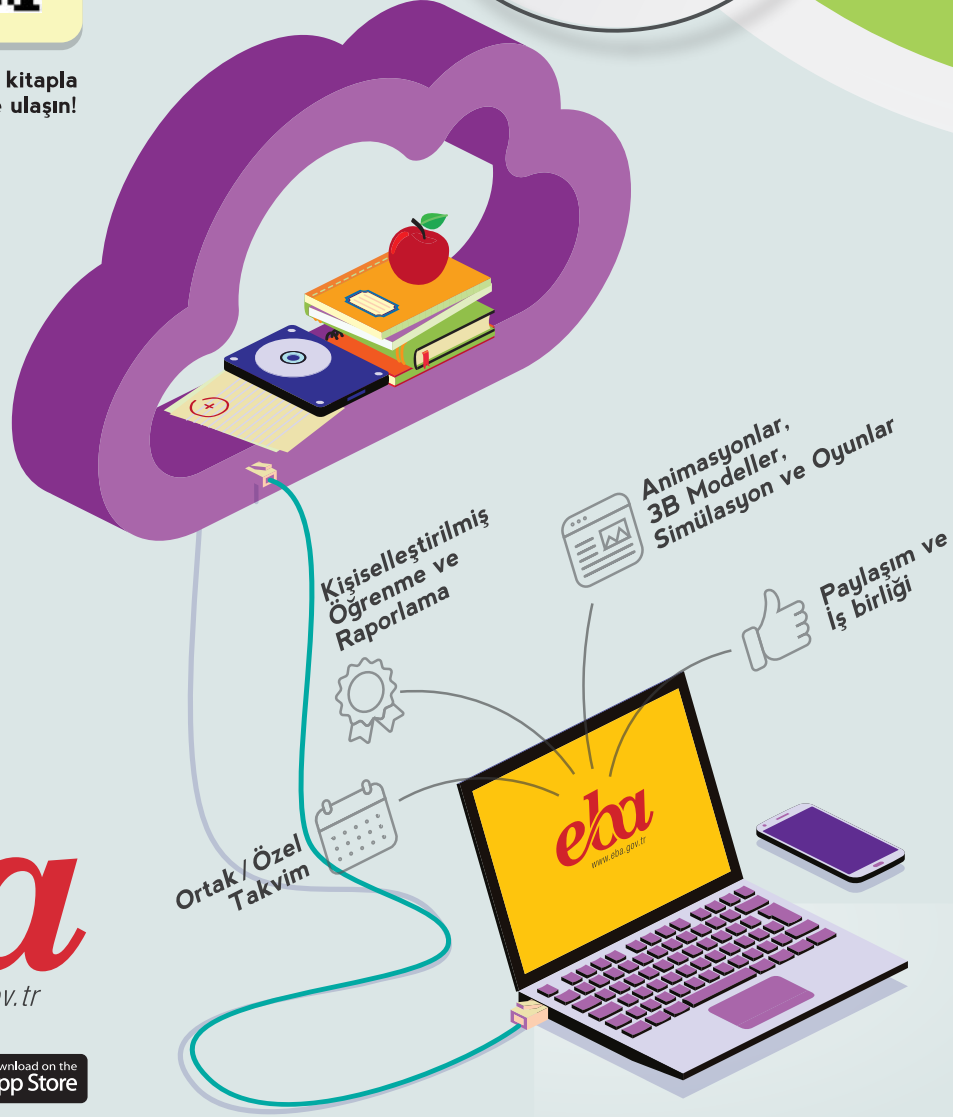 kitapla
ulaşın!
Animasyonlar,
3B Modeller,
Simülasyon ve Oyunlar
Kişiselleştirilmiş
Öğrenme ve
Raporlama
Paylaşım ve
İş birliği
Ortak / Özel
Takvim
eba
www.eba.gov.tr
a
v.tr
wnload on the
pp Store